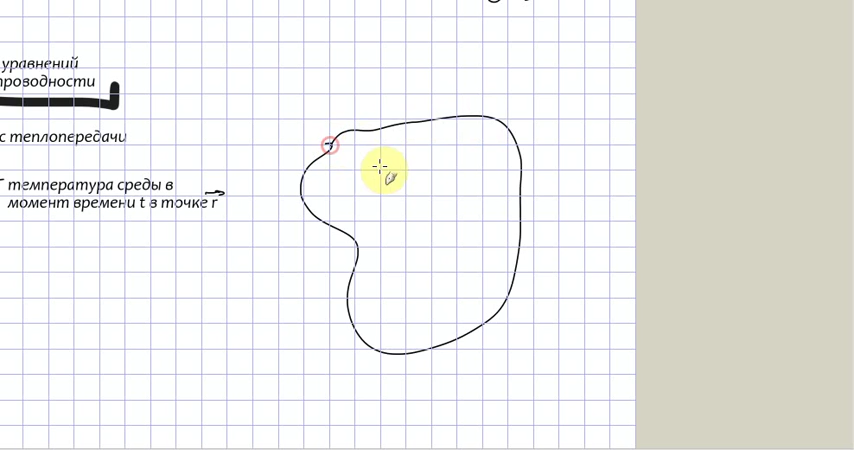 уравнений
проводности
с теплопередачи
температура среды в
момент времени t в точке r